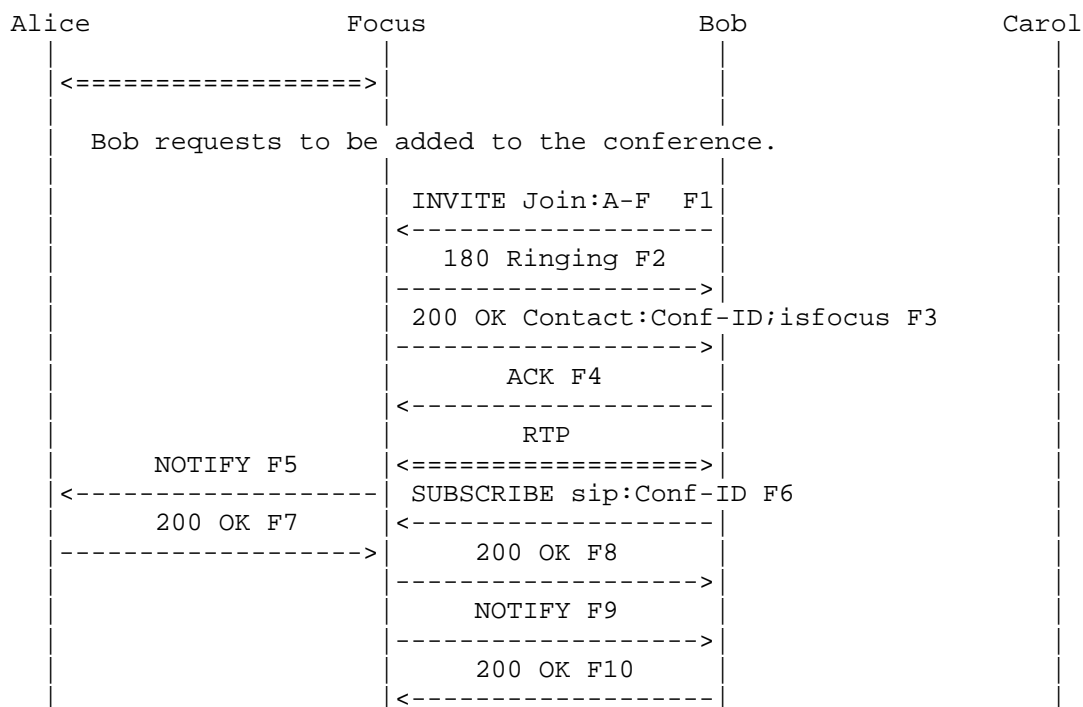 Alice Focus Bob Carol
Bob requests to be added to the conference.
INVITE Join:A-F F1
180 Ringing F2
200 OK Contact:Conf-ID;isfocus F3
ACK F4
RTP
NOTIFY F5
SUBSCRIBE sip:Conf-ID F6
200 OK F7
200 OK F8
NOTIFY F9
200 OK F10